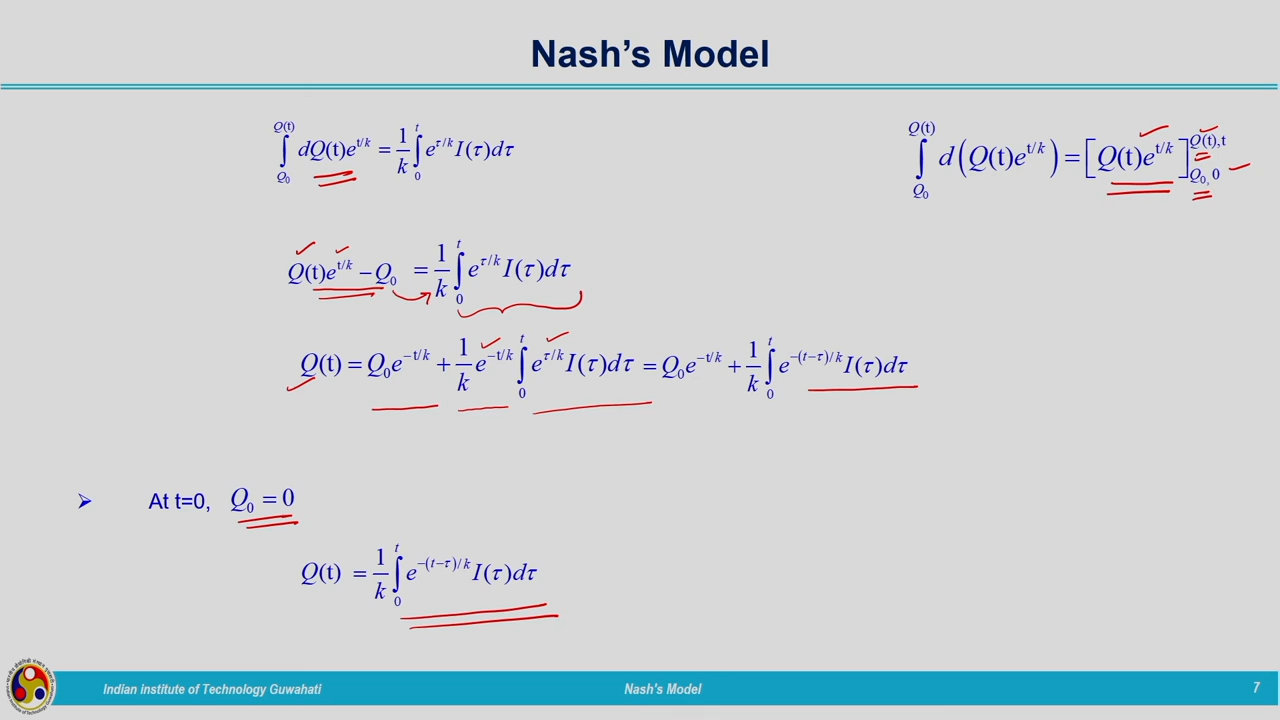 Nash's Model
∫_{Q₀}^{Q(t)} dQ(t)e^{t/k} = 1/k ∫_0^t e^{τ/k} I(τ)dτ
∫_{Q₀}^{Q(t)} d(Q(t)e^{t/k}) = [Q(t)e^{t/k}]_{Q₀,0}^{Q(t),t}
Q(t)e^{t/k} − Q₀ = 1/k ∫_0^t e^{τ/k} I(τ)dτ
Q(t) = Q₀e^{−t/k} + 1/k e^{−t/k} ∫_0^t e^{τ/k} I(τ)dτ = Q₀e^{−t/k} + 1/k ∫_0^t e^{−(t−τ)/k} I(τ)dτ
➢ At t=0, Q₀ = 0
Q(t) = 1/k ∫_0^t e^{−(t−τ)/k} I(τ)dτ
Indian institute of Technology Guwahati
Nash's Model
7